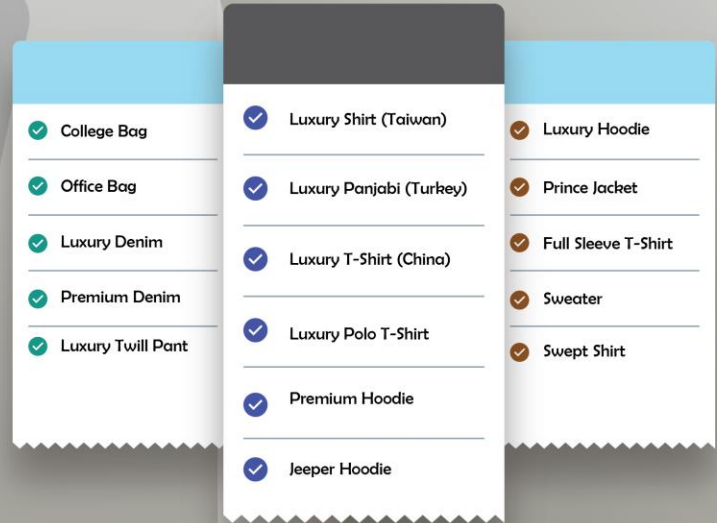 College Bag
Office Bag
Luxury Denim
Premium Denim
Luxury Twill Pant
Luxury Shirt (Taiwan)
Luxury Panjabi (Turkey)
Luxury T-Shirt (China)
Luxury Polo T-Shirt
Premium Hoodie
Jeeper Hoodie
Luxury Hoodie
Prince Jacket
Full Sleeve T-Shirt
Sweater
Swept Shirt